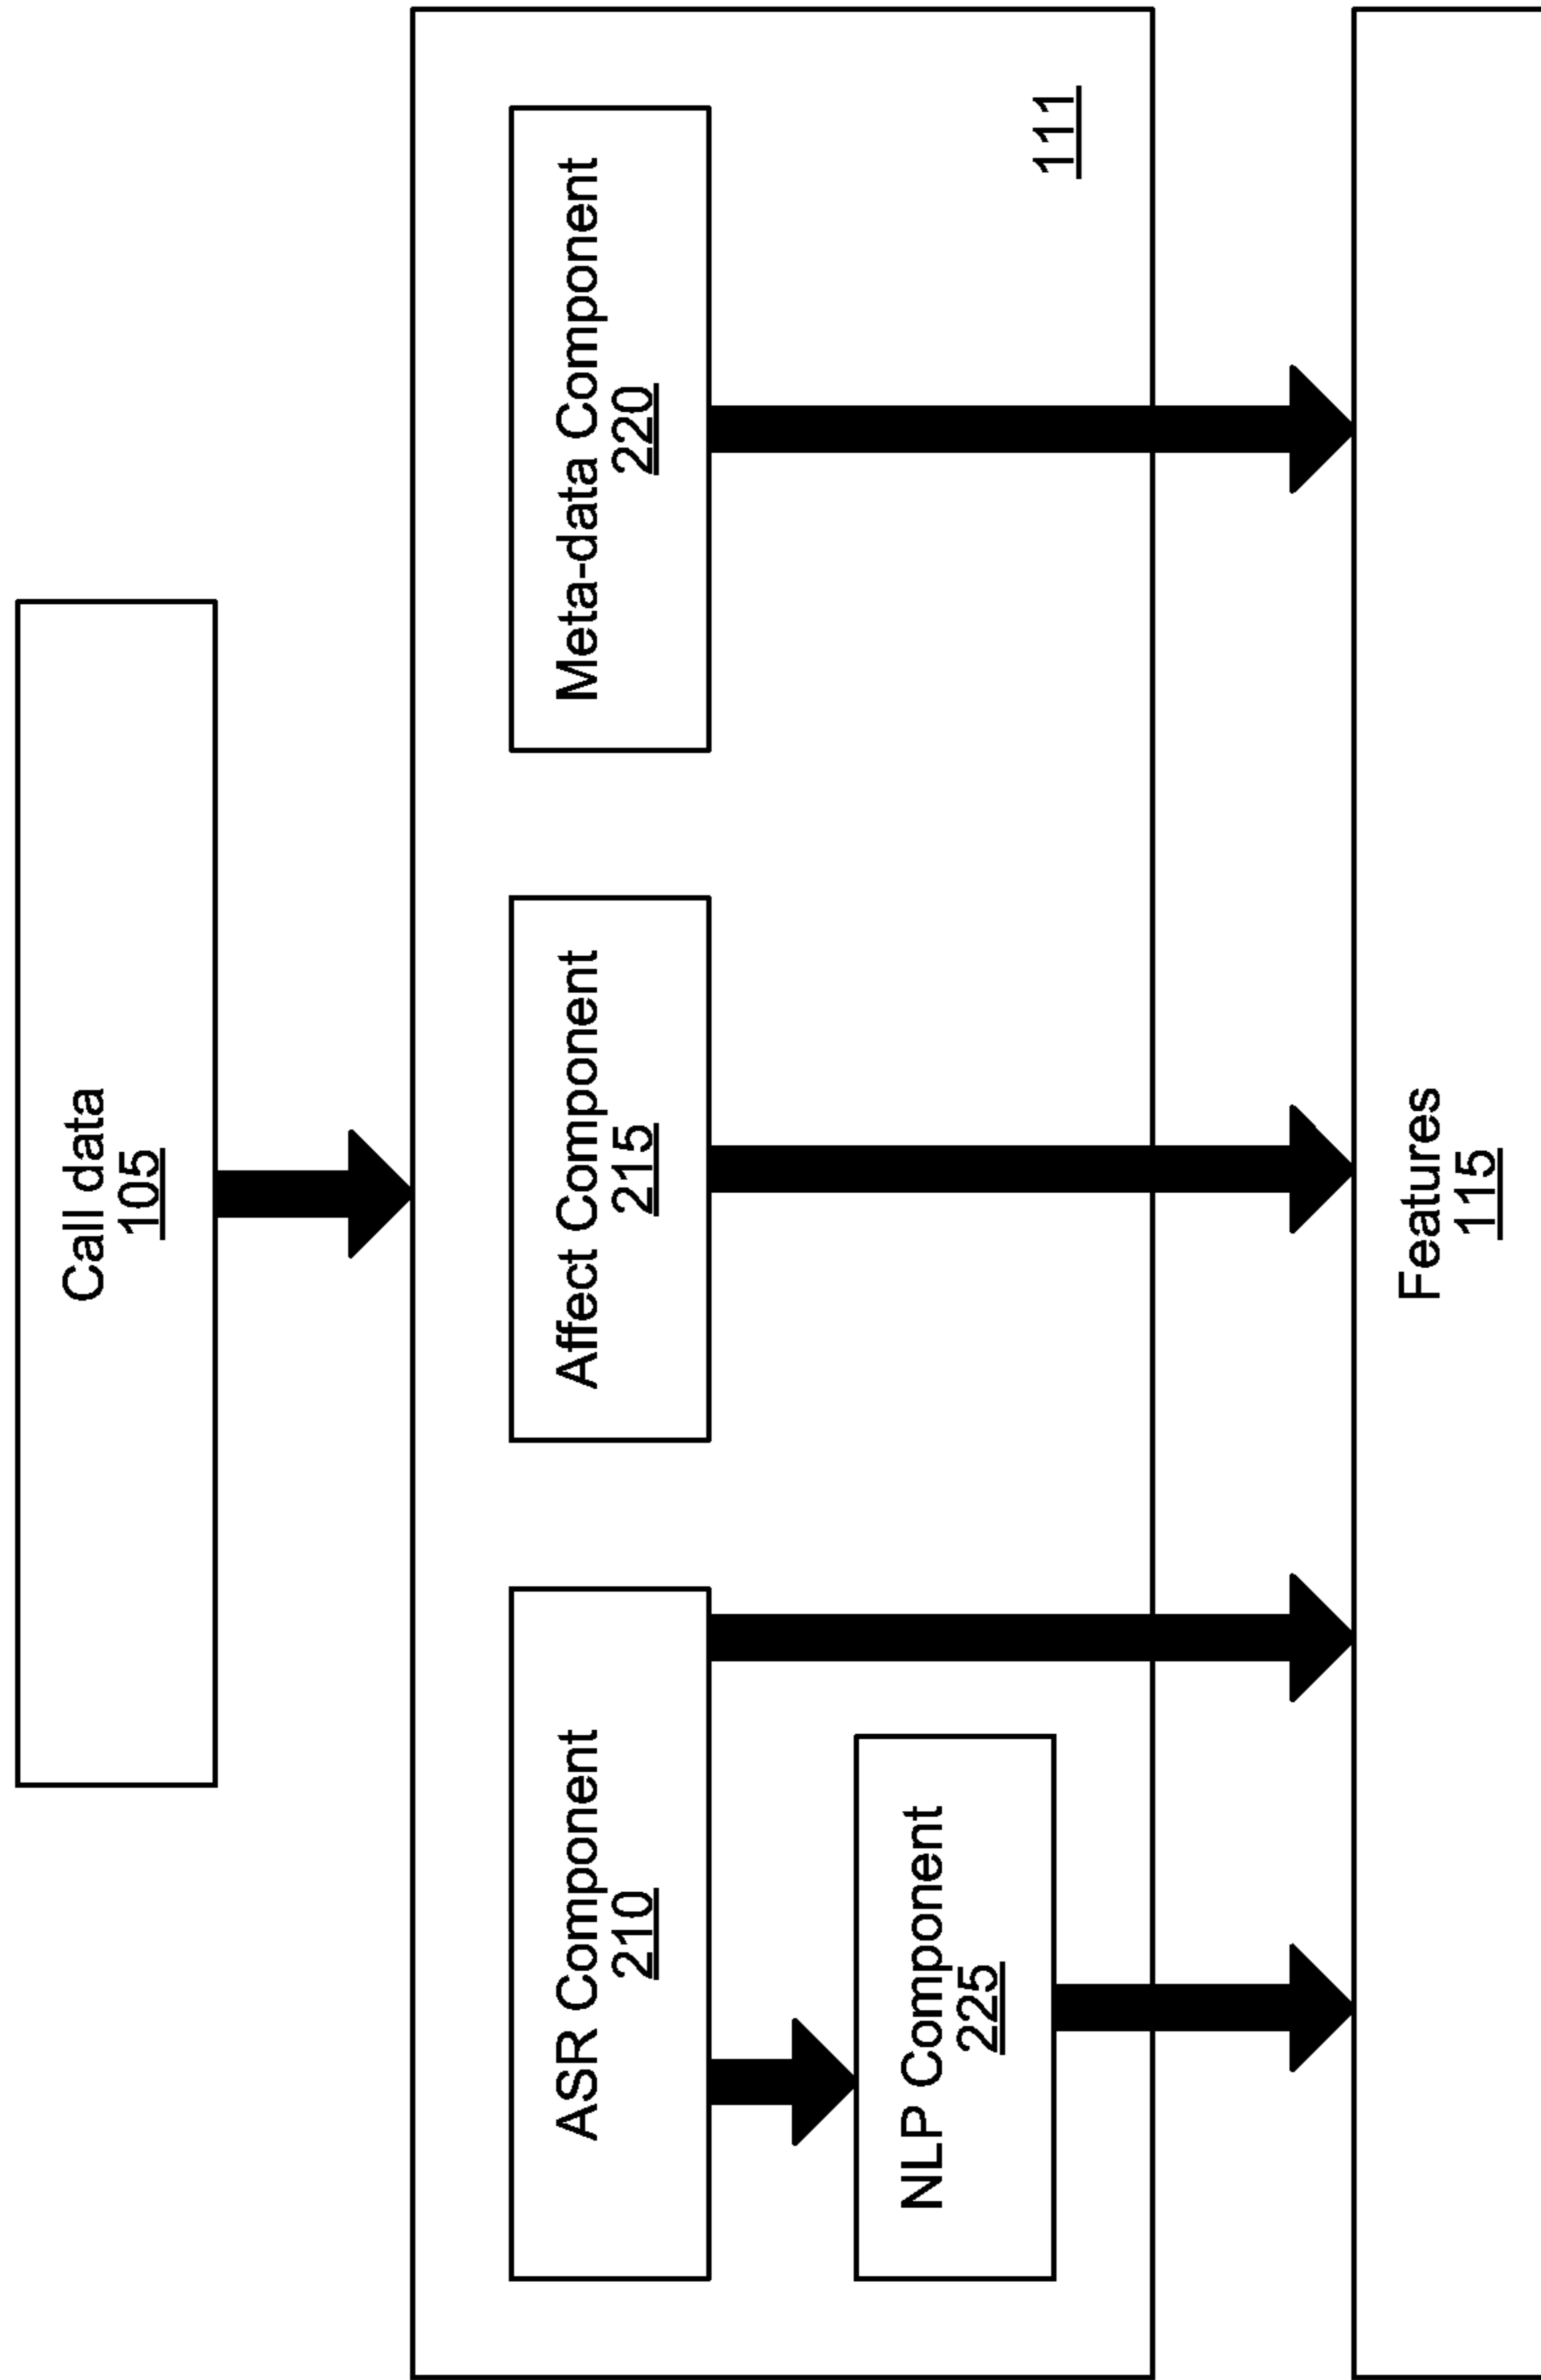 Call data
105
ASR Component
210
Affect Component
215
Meta-data Component
220
NLP Component
225
111
Features
115